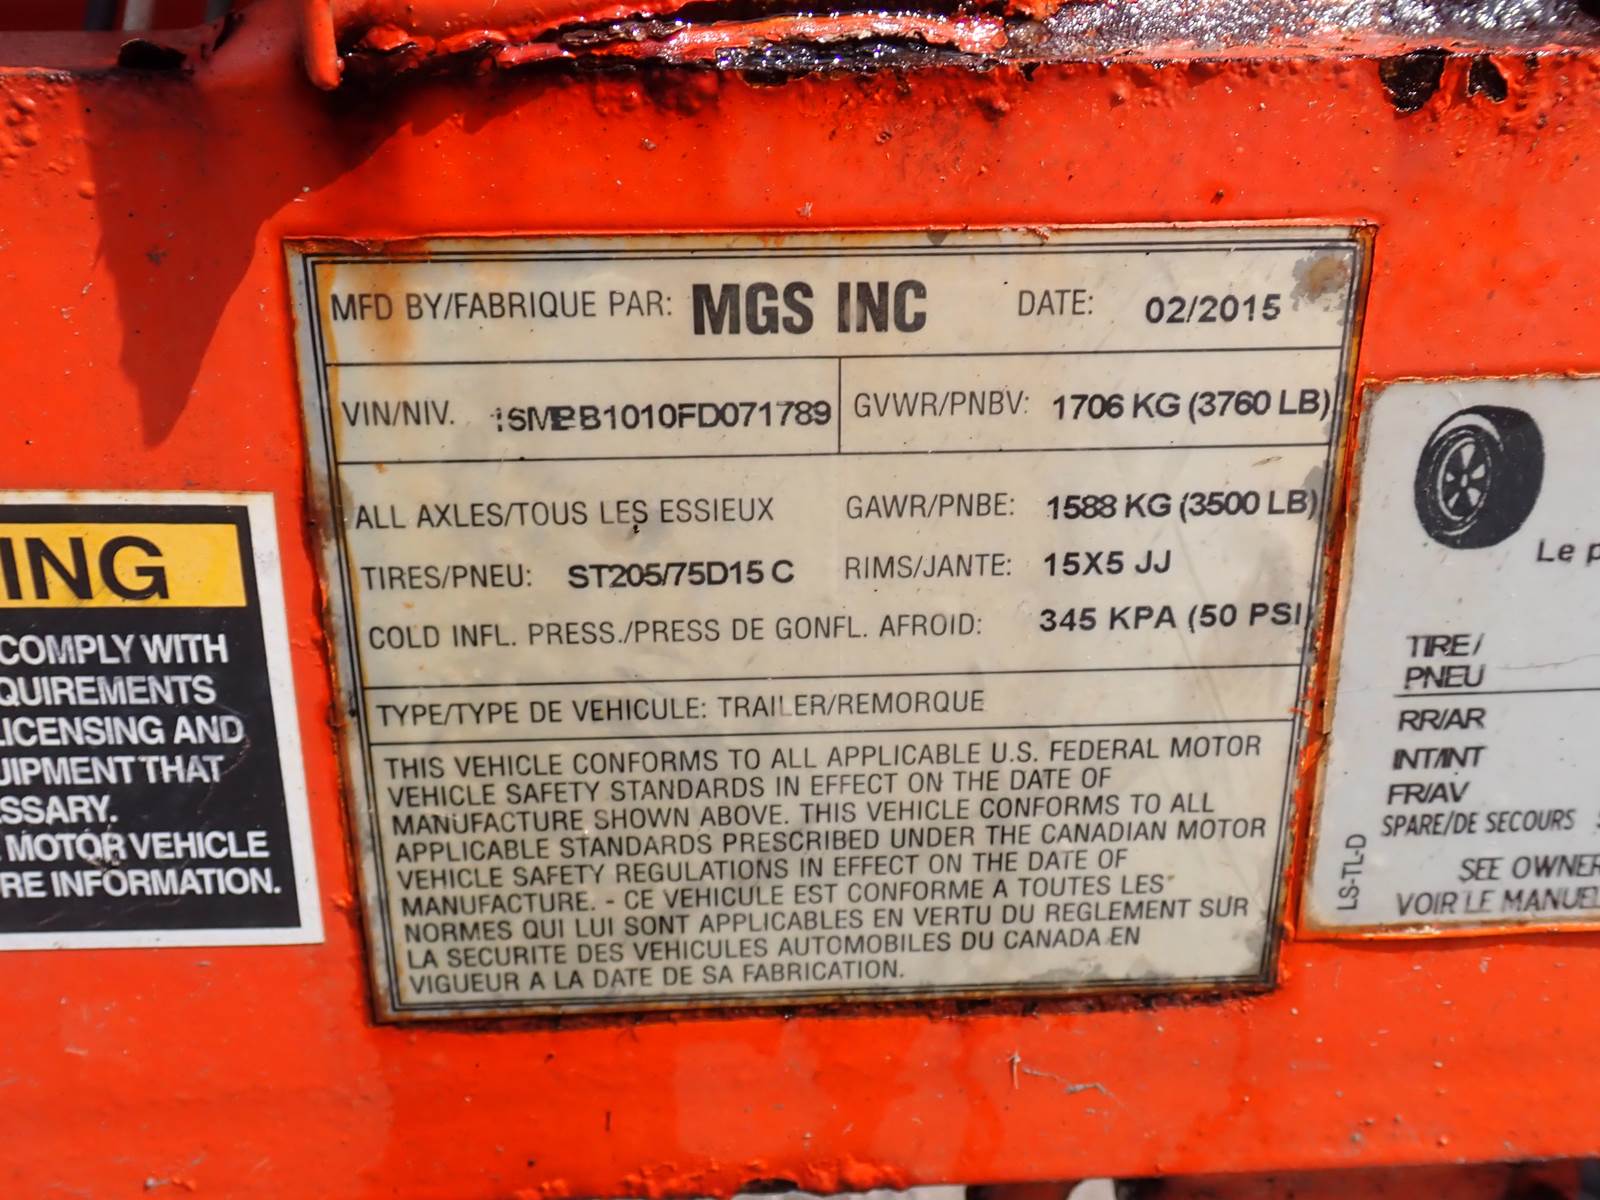 MFD BY/FABRIQUE PAR: MGS INC DATE: 02/2015
VIN/NIV. B1010FD071789 GVWR/PNBV: 1706 KG (3760 LB)
ALL AXLES/TOUS LES ESSIEUX GAWR/PNBE: 1588 KG (3500 LB)
TIRES/PNEU: ST205/75D15 C RIMS/JANTE: 15X5 JJ
COLD INFL. PRESS./PRESS DE GONFL. AFROID: 345 KPA (50 PSI
TYPE/TYPE DE VEHICULE: TRAILER/REMORQUE
THIS VEHICLE CONFORMS TO ALL APPLICABLE U.S. FEDERAL MOTOR
VEHICLE SAFETY STANDARDS IN EFFECT ON THE DATE OF
MANUFACTURE SHOWN ABOVE. THIS VEHICLE CONFORMS TO ALL
APPLICABLE STANDARDS PRESCRIBED UNDER THE CANADIAN MOTOR
VEHICLE SAFETY REGULATIONS IN EFFECT ON THE DATE OF
MANUFACTURE. - CE VEHICULE EST CONFORME A TOUTES LES
NORMES QUI LUI SONT APPLICABLES EN VERTU DU REGLEMENT SUR
LA SECURITE DES VEHICULES AUTOMOBILES DU CANADA EN
VIGUEUR A LA DATE DE SA FABRICATION.
ING
COMPLY WITH
QUIREMENTS
LICENSING AND
UIPMENT THAT
SSARY.
MOTOR VEHICLE
RE INFORMATION.
Le p
TIRE/
PNEU
RR/AR
INT/INT
FR/AV
SPARE/DE SECOURS
SEE OWNER
VOIR LE MANUEL
LS-TL-D